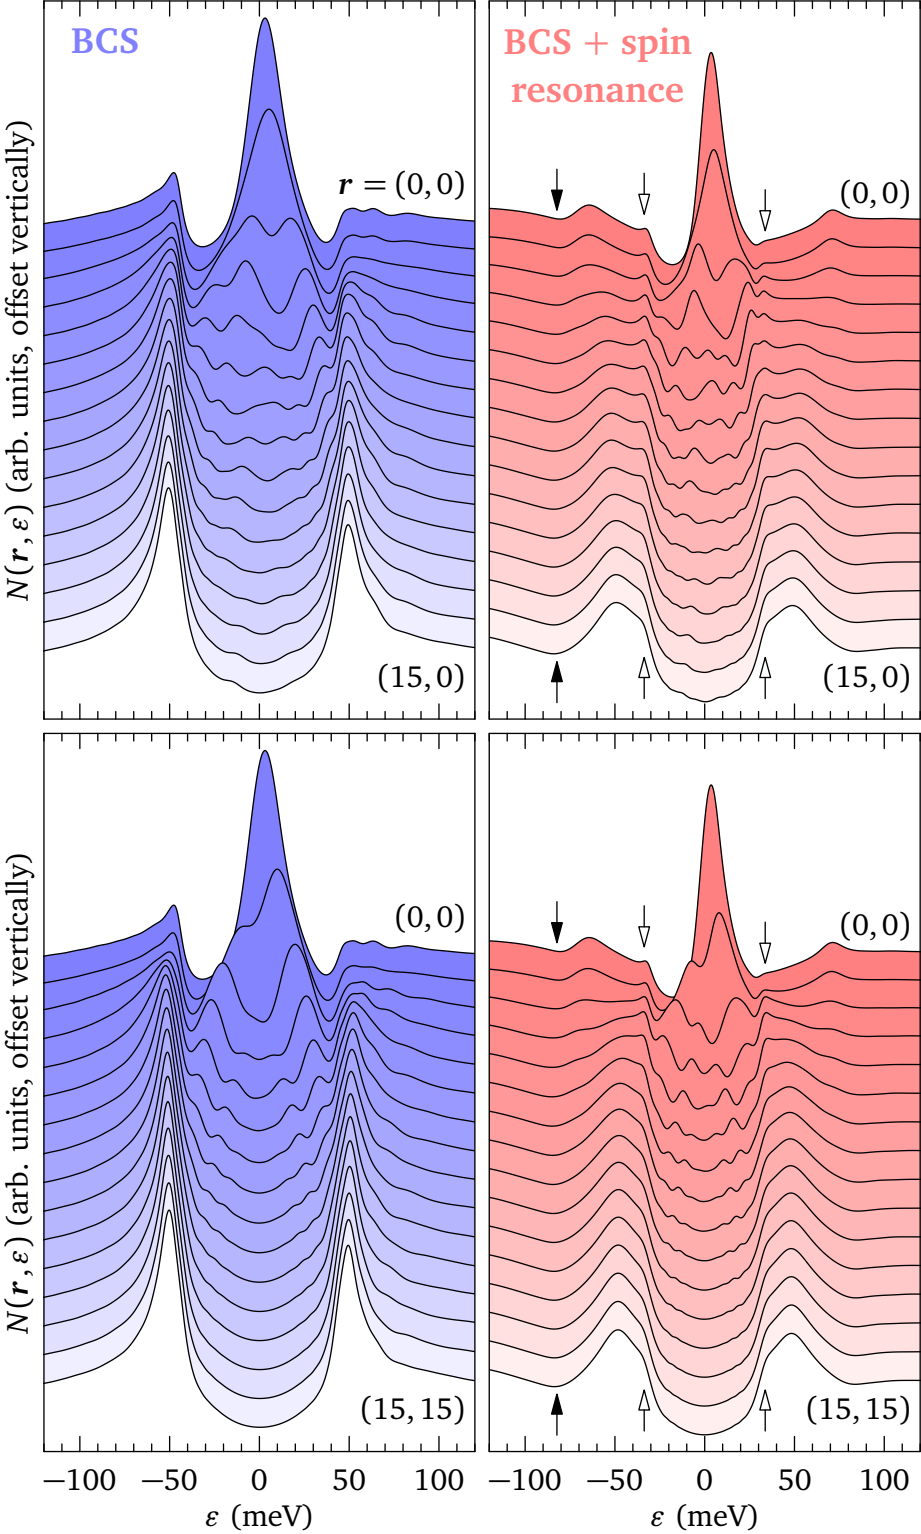 BCS
BCS + spin
resonance
r = (0,0)
(0,0)
(15,0)
(15,0)
N(r,ε) (arb. units, offset vertically)
(0,0)
(0,0)
(15,15)
(15,15)
N(r,ε) (arb. units, offset vertically)
−100 −50 0 50 100
−100 −50 0 50 100
ε (meV)
ε (meV)